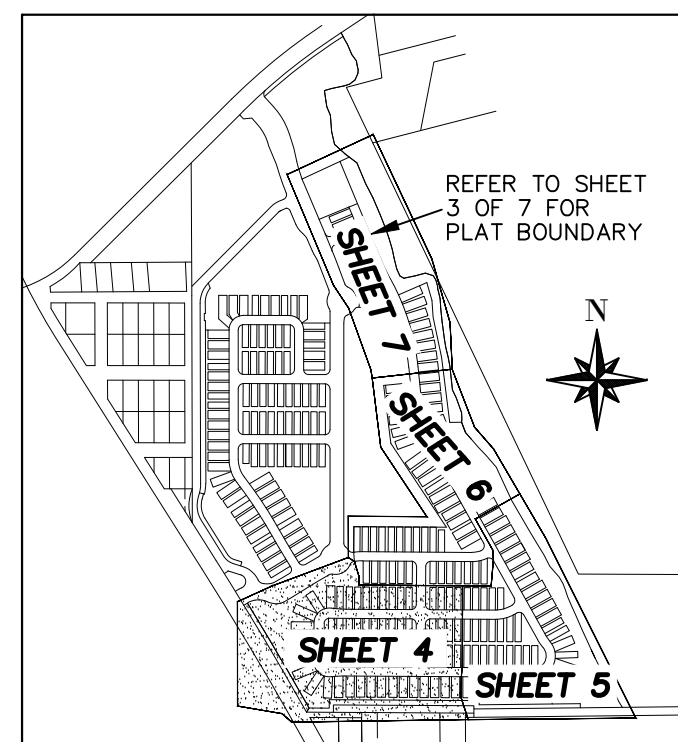 REFER TO SHEET
3 OF 7 FOR
PLAT BOUNDARY
SHEET 7
N
SHEET 6
SHEET 4
SHEET 5